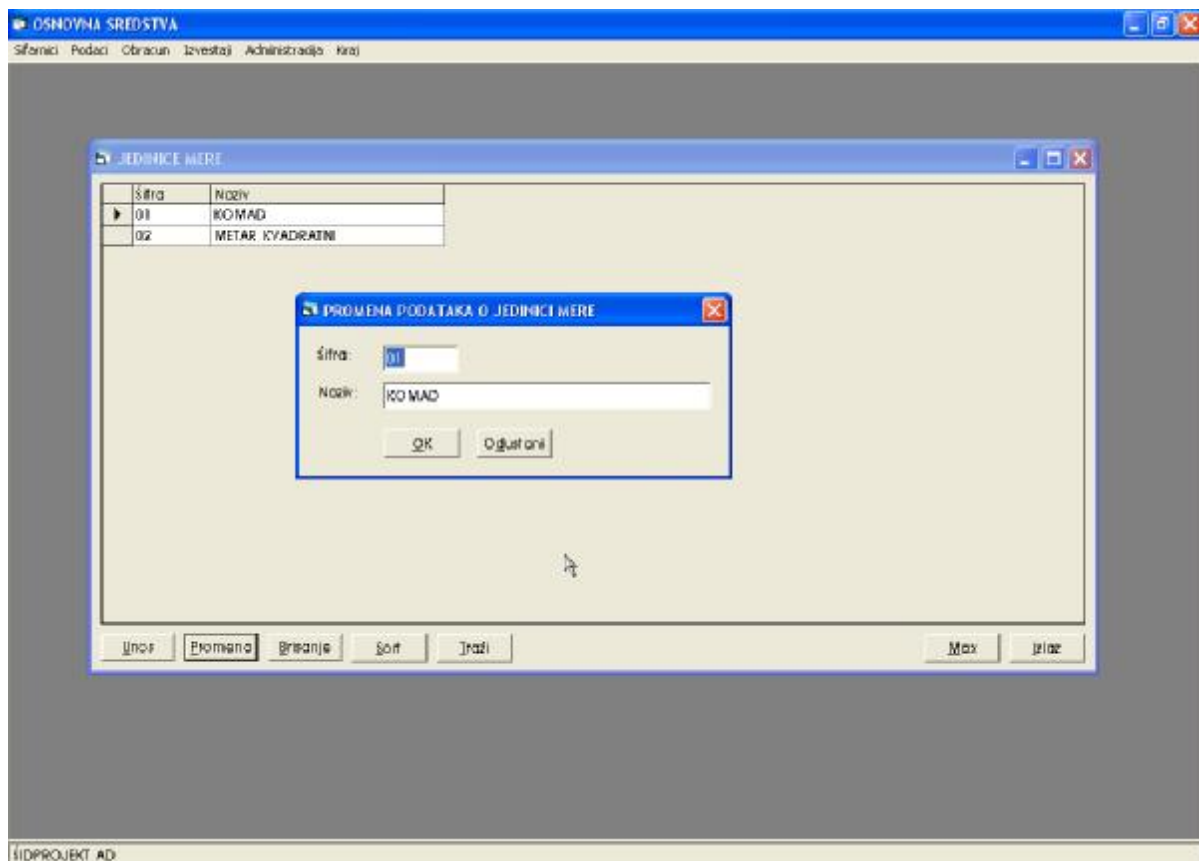 OSNOVNA SREDSTVA
Sifarnici Podaci Obracun Izvestaji Administracija Kraj
JEDINICE MERE
Šifra Naziv
01 KOMAD
02 METAR KVADRATNI
PROMENA PODATAKA O JEDINICI MERE
Šifra: 01
Naziv: KOMAD
OK Odustani
Unos Promena Brisanje Sort Traži Max Izlaz
ŠIDPROJEKT AD